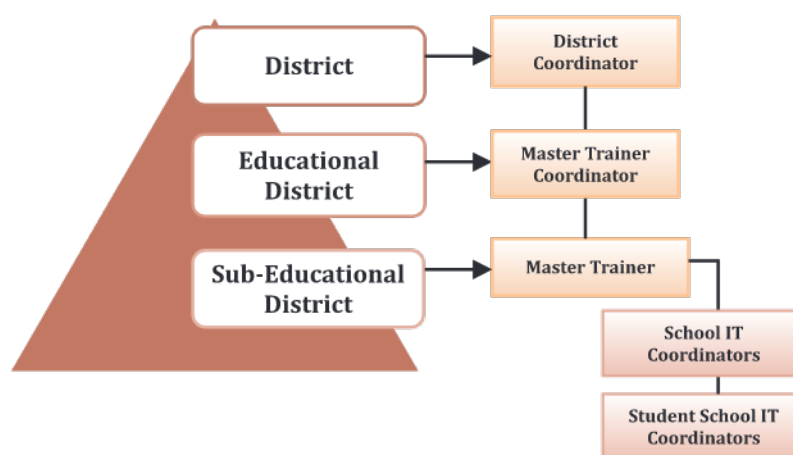 District
District
Coordinator
Educational
District
Master Trainer
Coordinator
Sub-Educational
District
Master Trainer
School IT
Coordinators
Student School IT
Coordinators